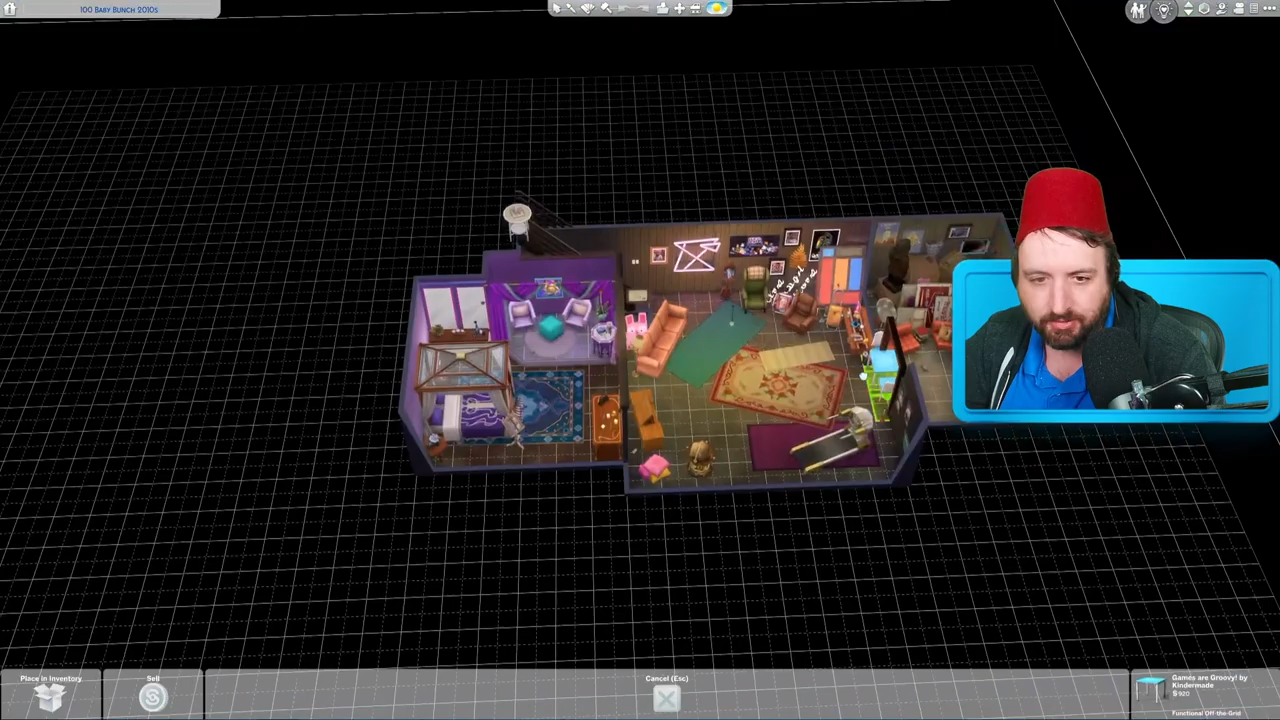 100 Baby Bunch 2010s
Place in Inventory
Sell
Cancel (Esc)
Games are Groovy! by
Kindermade
§920
Functional Off-the-Grid